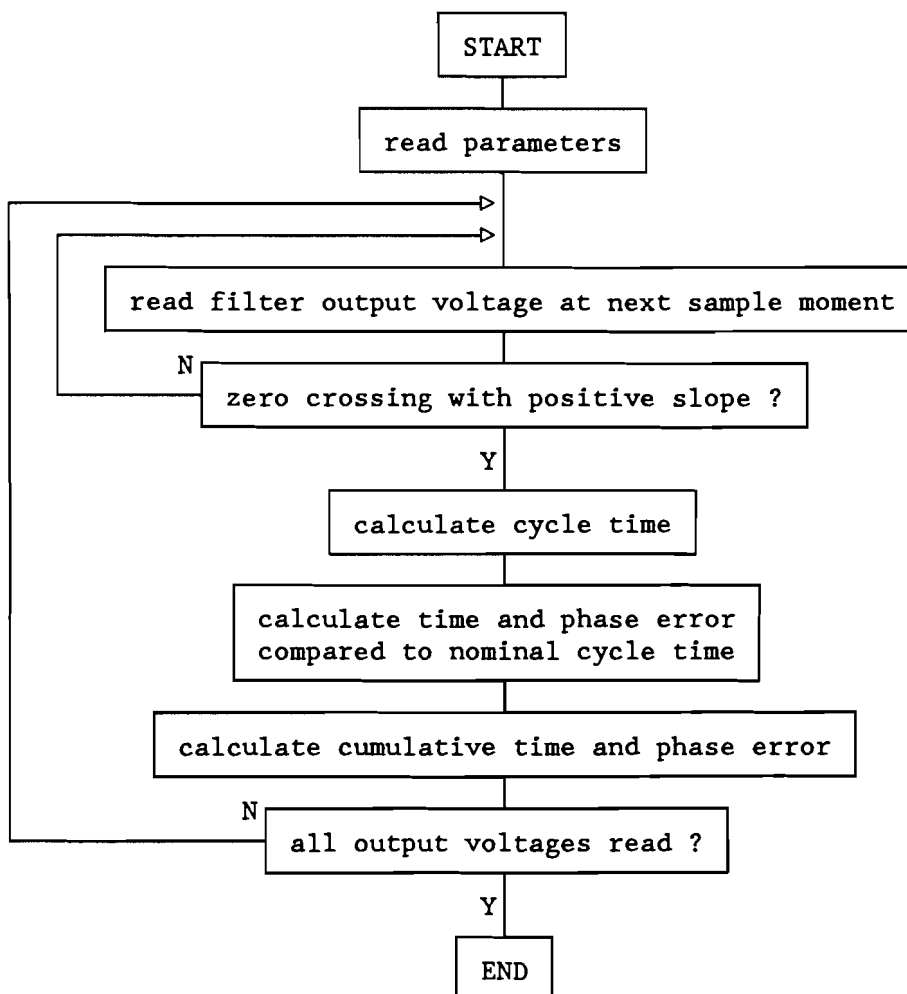 START
read parameters
read filter output voltage at next sample moment
N
zero crossing with positive slope ?
Y
calculate cycle time
calculate time and phase error
compared to nominal cycle time
calculate cumulative time and phase error
N
all output voltages read ?
Y
END